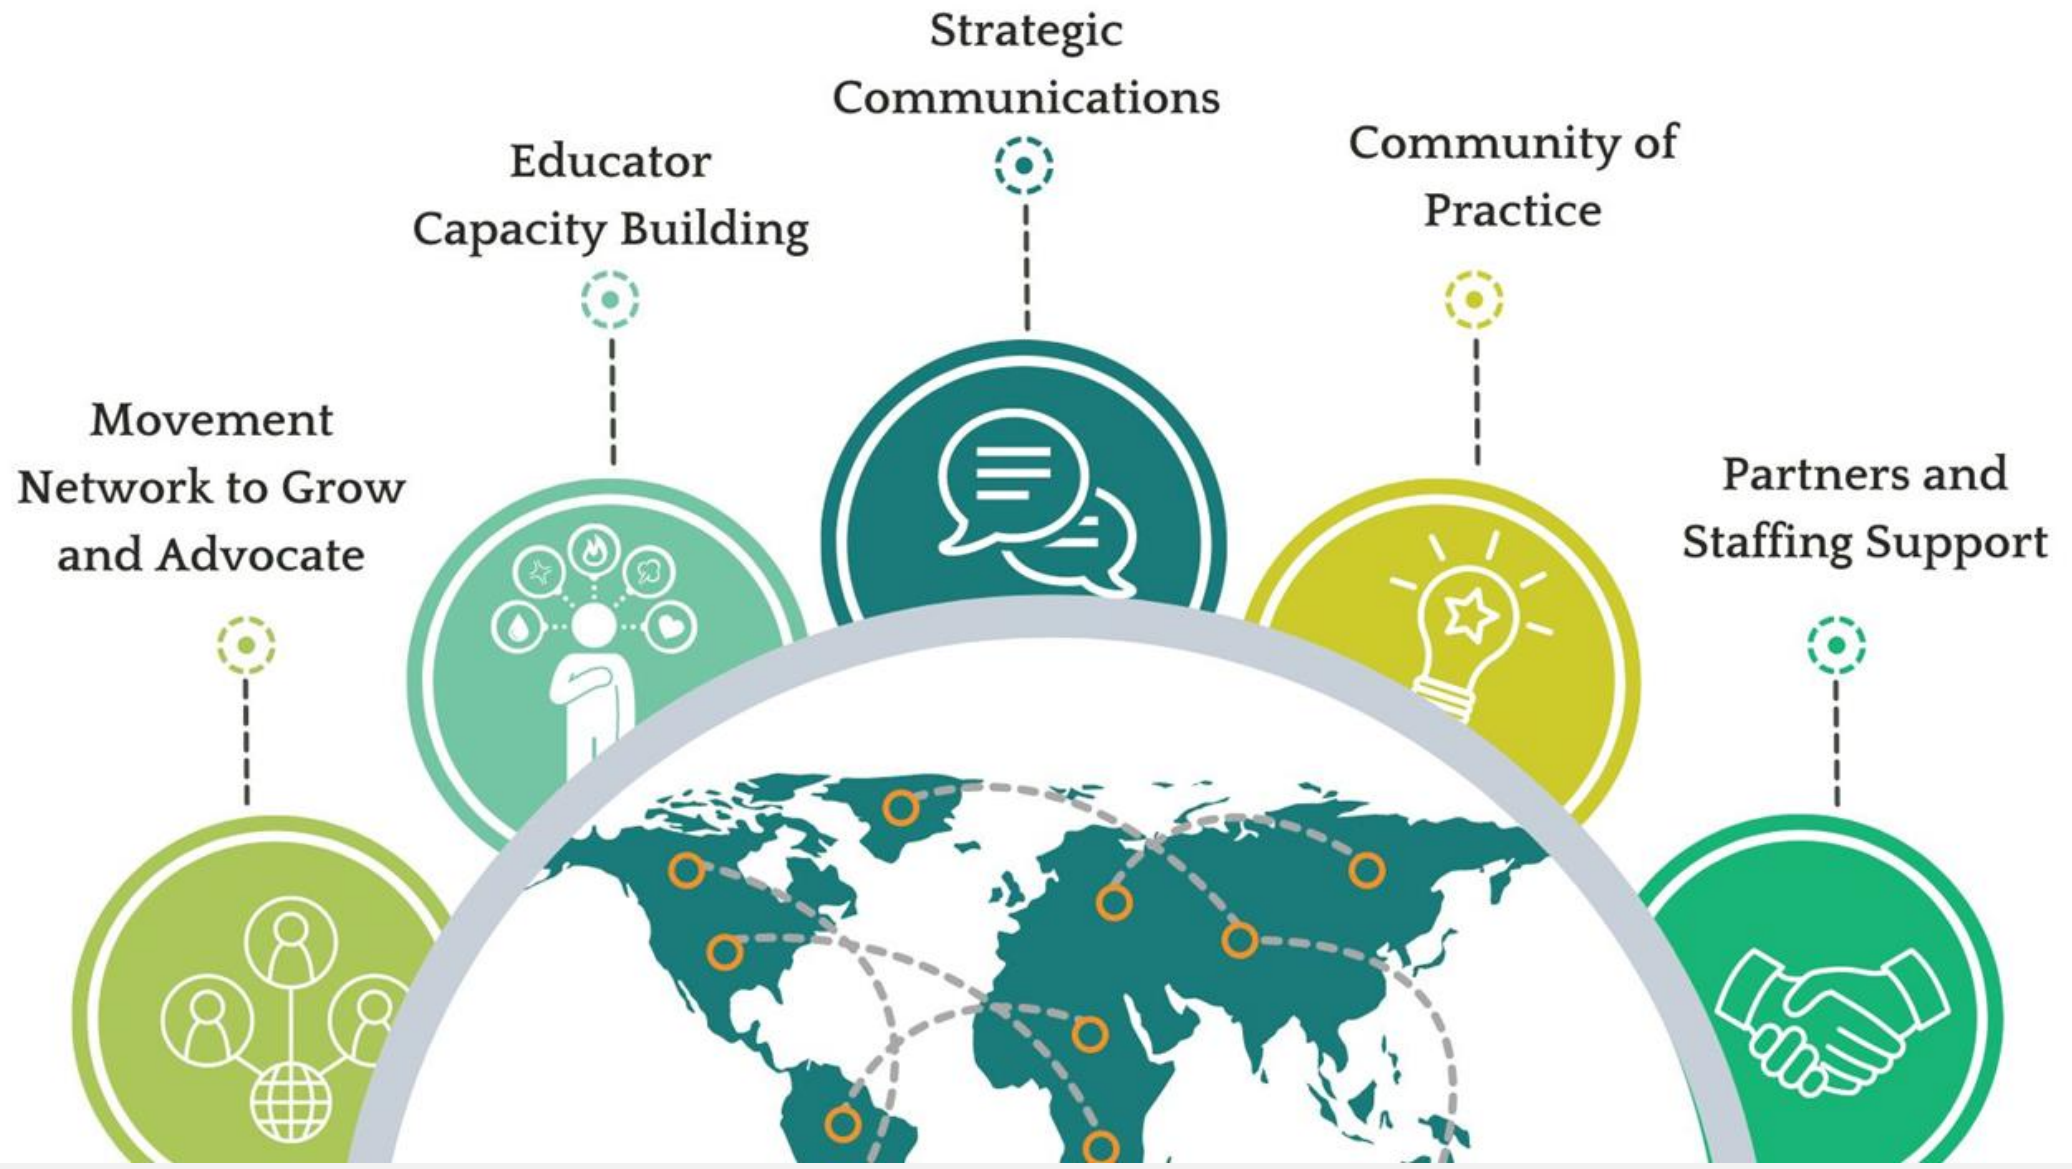 Movement
Network to Grow
and Advocate
Educator
Capacity Building
Strategic
Communications
Community of
Practice
Partners and
Staffing Support